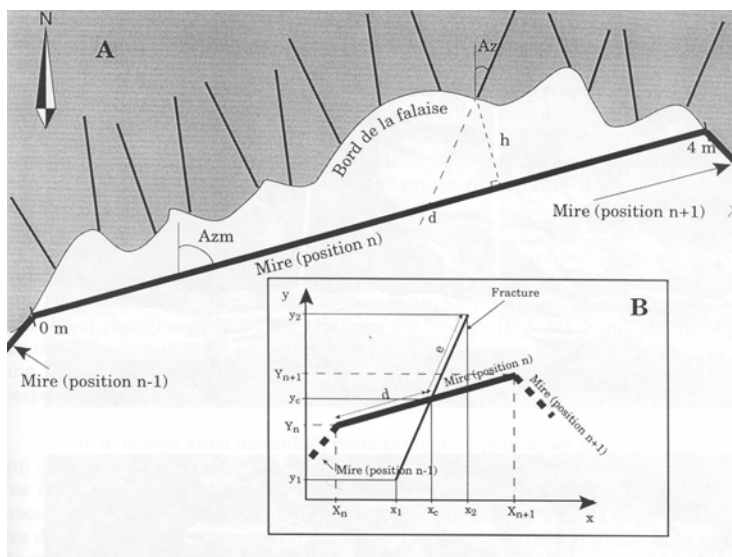 N
A
Az
Bord de la falaise
h
4 m
d
Mire (position n+1)
Azm
Mire (position n)
0 m
Mire (position n-1)
B
y
Fracture
y2
e
Mire (position n)
Yn+1
d
yc
Mire (position n+1)
Yn
Mire (position n-1)
y1
Xn
x1
xc
x2
Xn+1
x